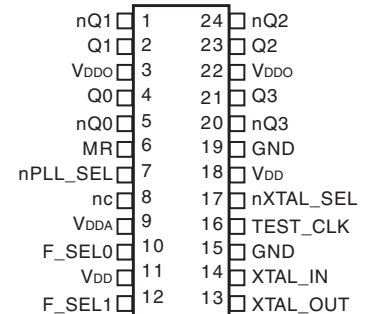 nQ1 1 24 nQ2
Q1 2 23 Q2
VDDO 3 22 VDDO
Q0 4 21 Q3
nQ0 5 20 nQ3
MR 6 19 GND
nPLL_SEL 7 18 VDD
nc 8 17 nXTAL_SEL
VDDA 9 16 TEST_CLK
F_SEL0 10 15 GND
VDD 11 14 XTAL_IN
F_SEL1 12 13 XTAL_OUT